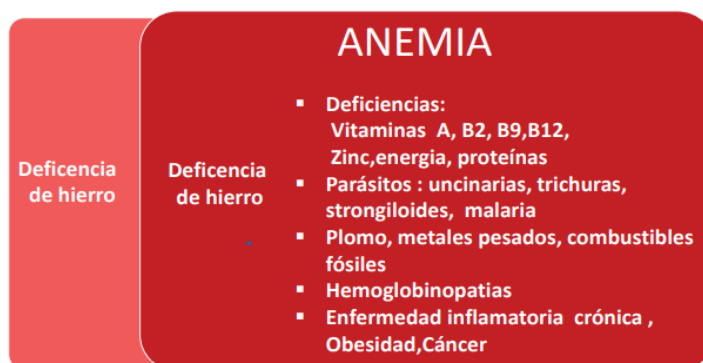 ANEMIA
Deficencia
de hierro
Deficencia
de hierro
▪ Deficiencias:
Vitaminas A, B2, B9,B12,
Zinc,energia, proteínas
▪ Parásitos : uncinarias, trichuras,
strongiloides, malaria
▪ Plomo, metales pesados, combustibles
fósiles
▪ Hemoglobinopatias
▪ Enfermedad inflamatoria crónica ,
Obesidad,Cáncer